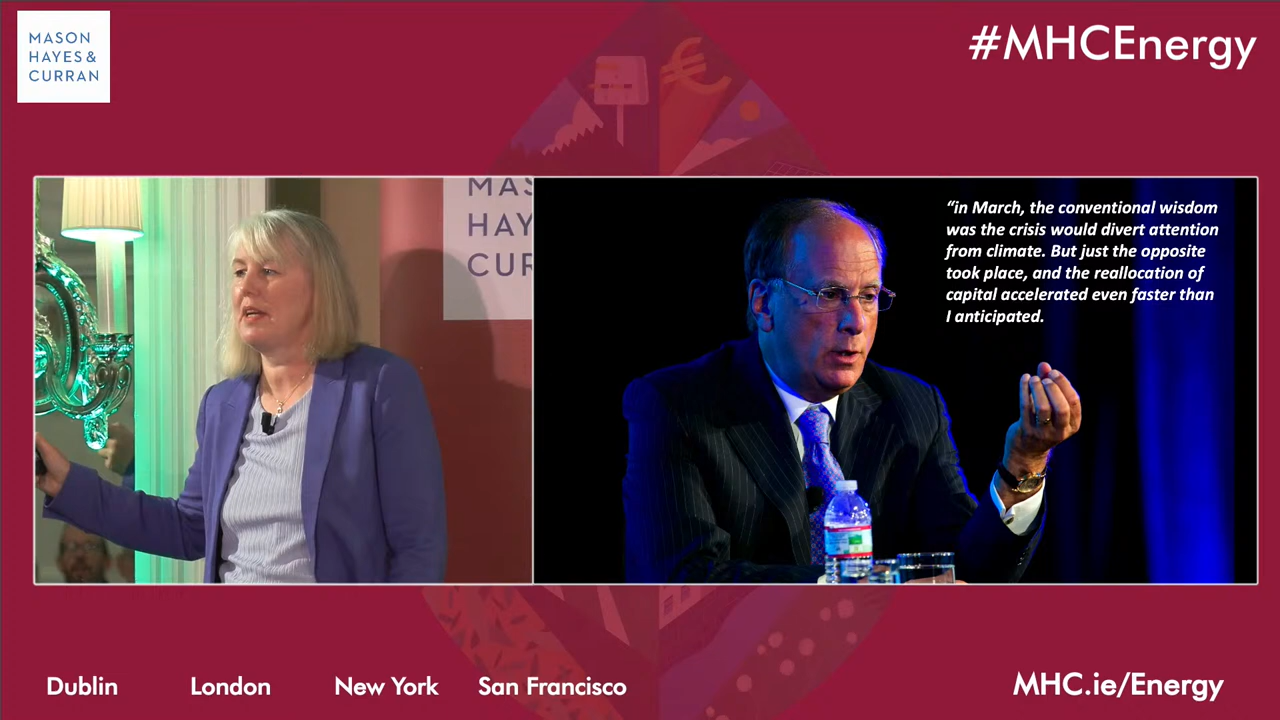 MASON
HAYES &
CURRAN
#MHCEnergy
MAS
HAY
CUR
“in March, the conventional wisdom
was the crisis would divert attention
from climate. But just the opposite
took place, and the reallocation of
capital accelerated even faster than
I anticipated.
Dublin
London
New York
San Francisco
MHC.ie/Energy